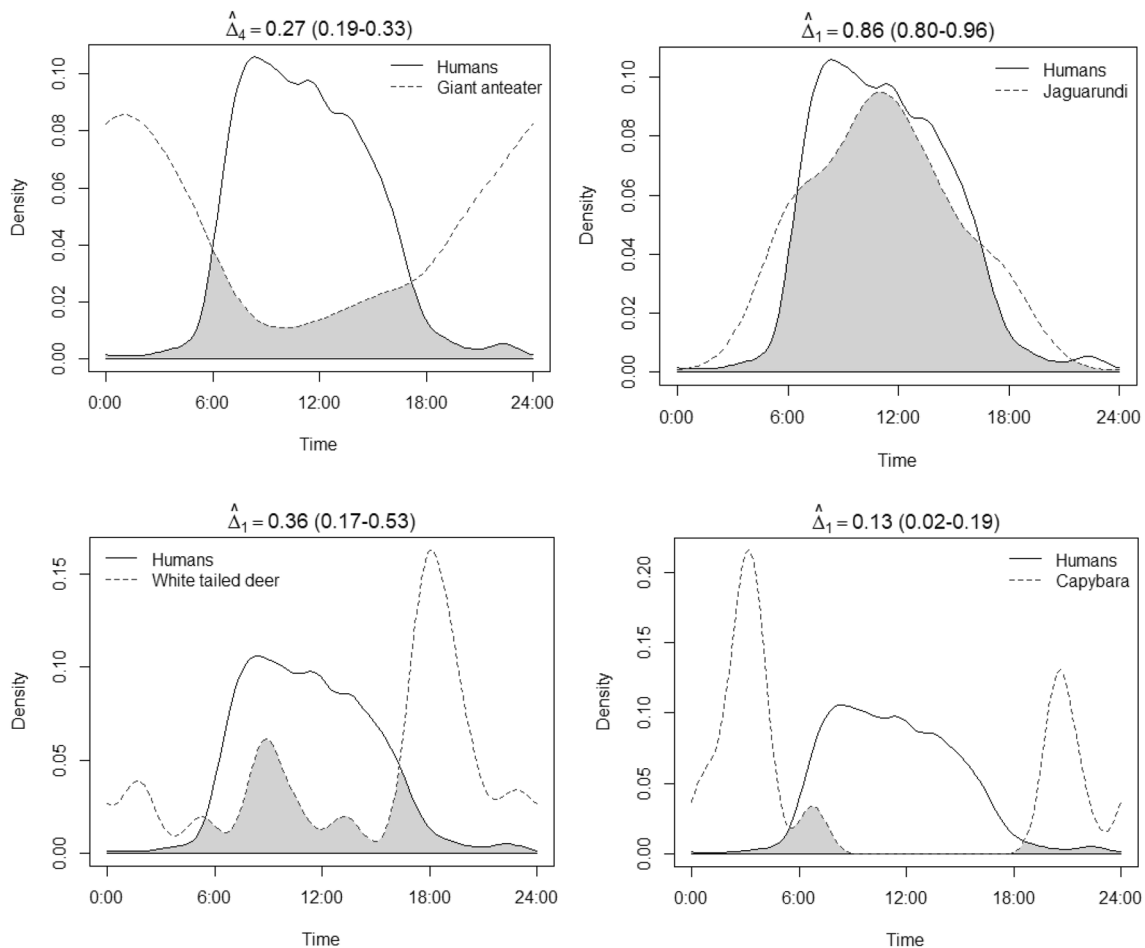 Δ̂₄ = 0.27 (0.19-0.33)
Humans
Giant anteater
Density
0.00 0.02 0.04 0.06 0.08 0.10
0:00 6:00 12:00 18:00 24:00
Time
Δ̂₁ = 0.86 (0.80-0.96)
Humans
Jaguarundi
Density
0.00 0.02 0.04 0.06 0.08 0.10
0:00 6:00 12:00 18:00 24:00
Time
Δ̂₁ = 0.36 (0.17-0.53)
Humans
White tailed deer
Density
0.00 0.05 0.10 0.15
0:00 6:00 12:00 18:00 24:00
Time
Δ̂₁ = 0.13 (0.02-0.19)
Humans
Capybara
Density
0.00 0.05 0.10 0.15 0.20
0:00 6:00 12:00 18:00 24:00
Time